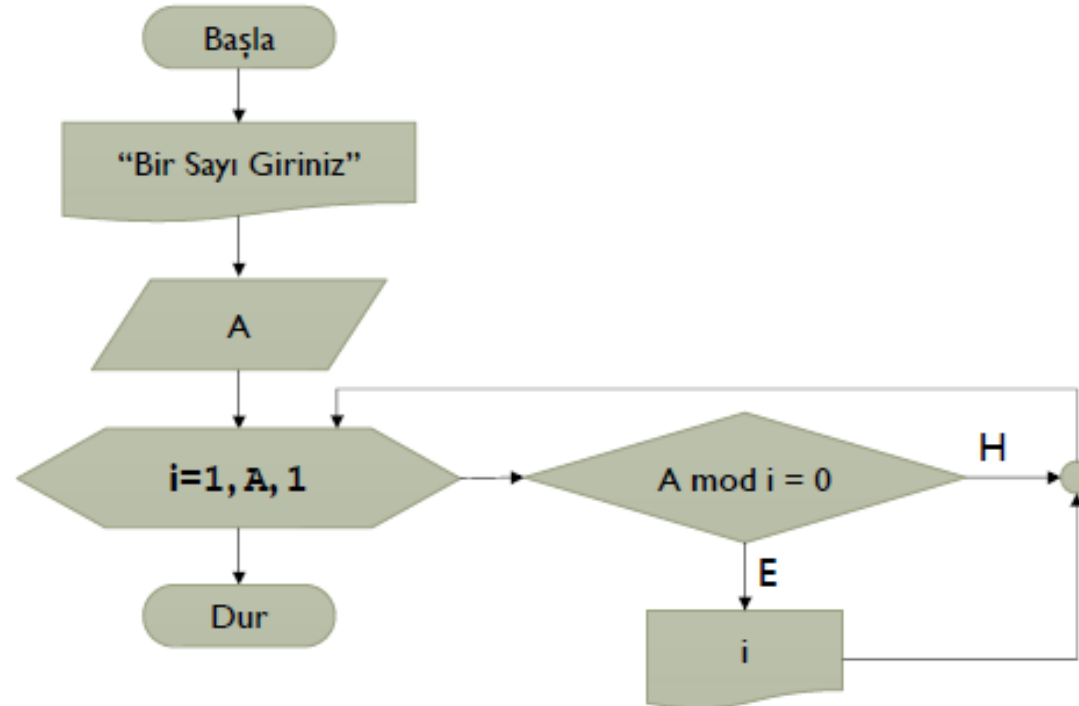 Başla
“Bir Sayı Giriniz”
A
i=1, A, 1
A mod i = 0
H
E
i
Dur